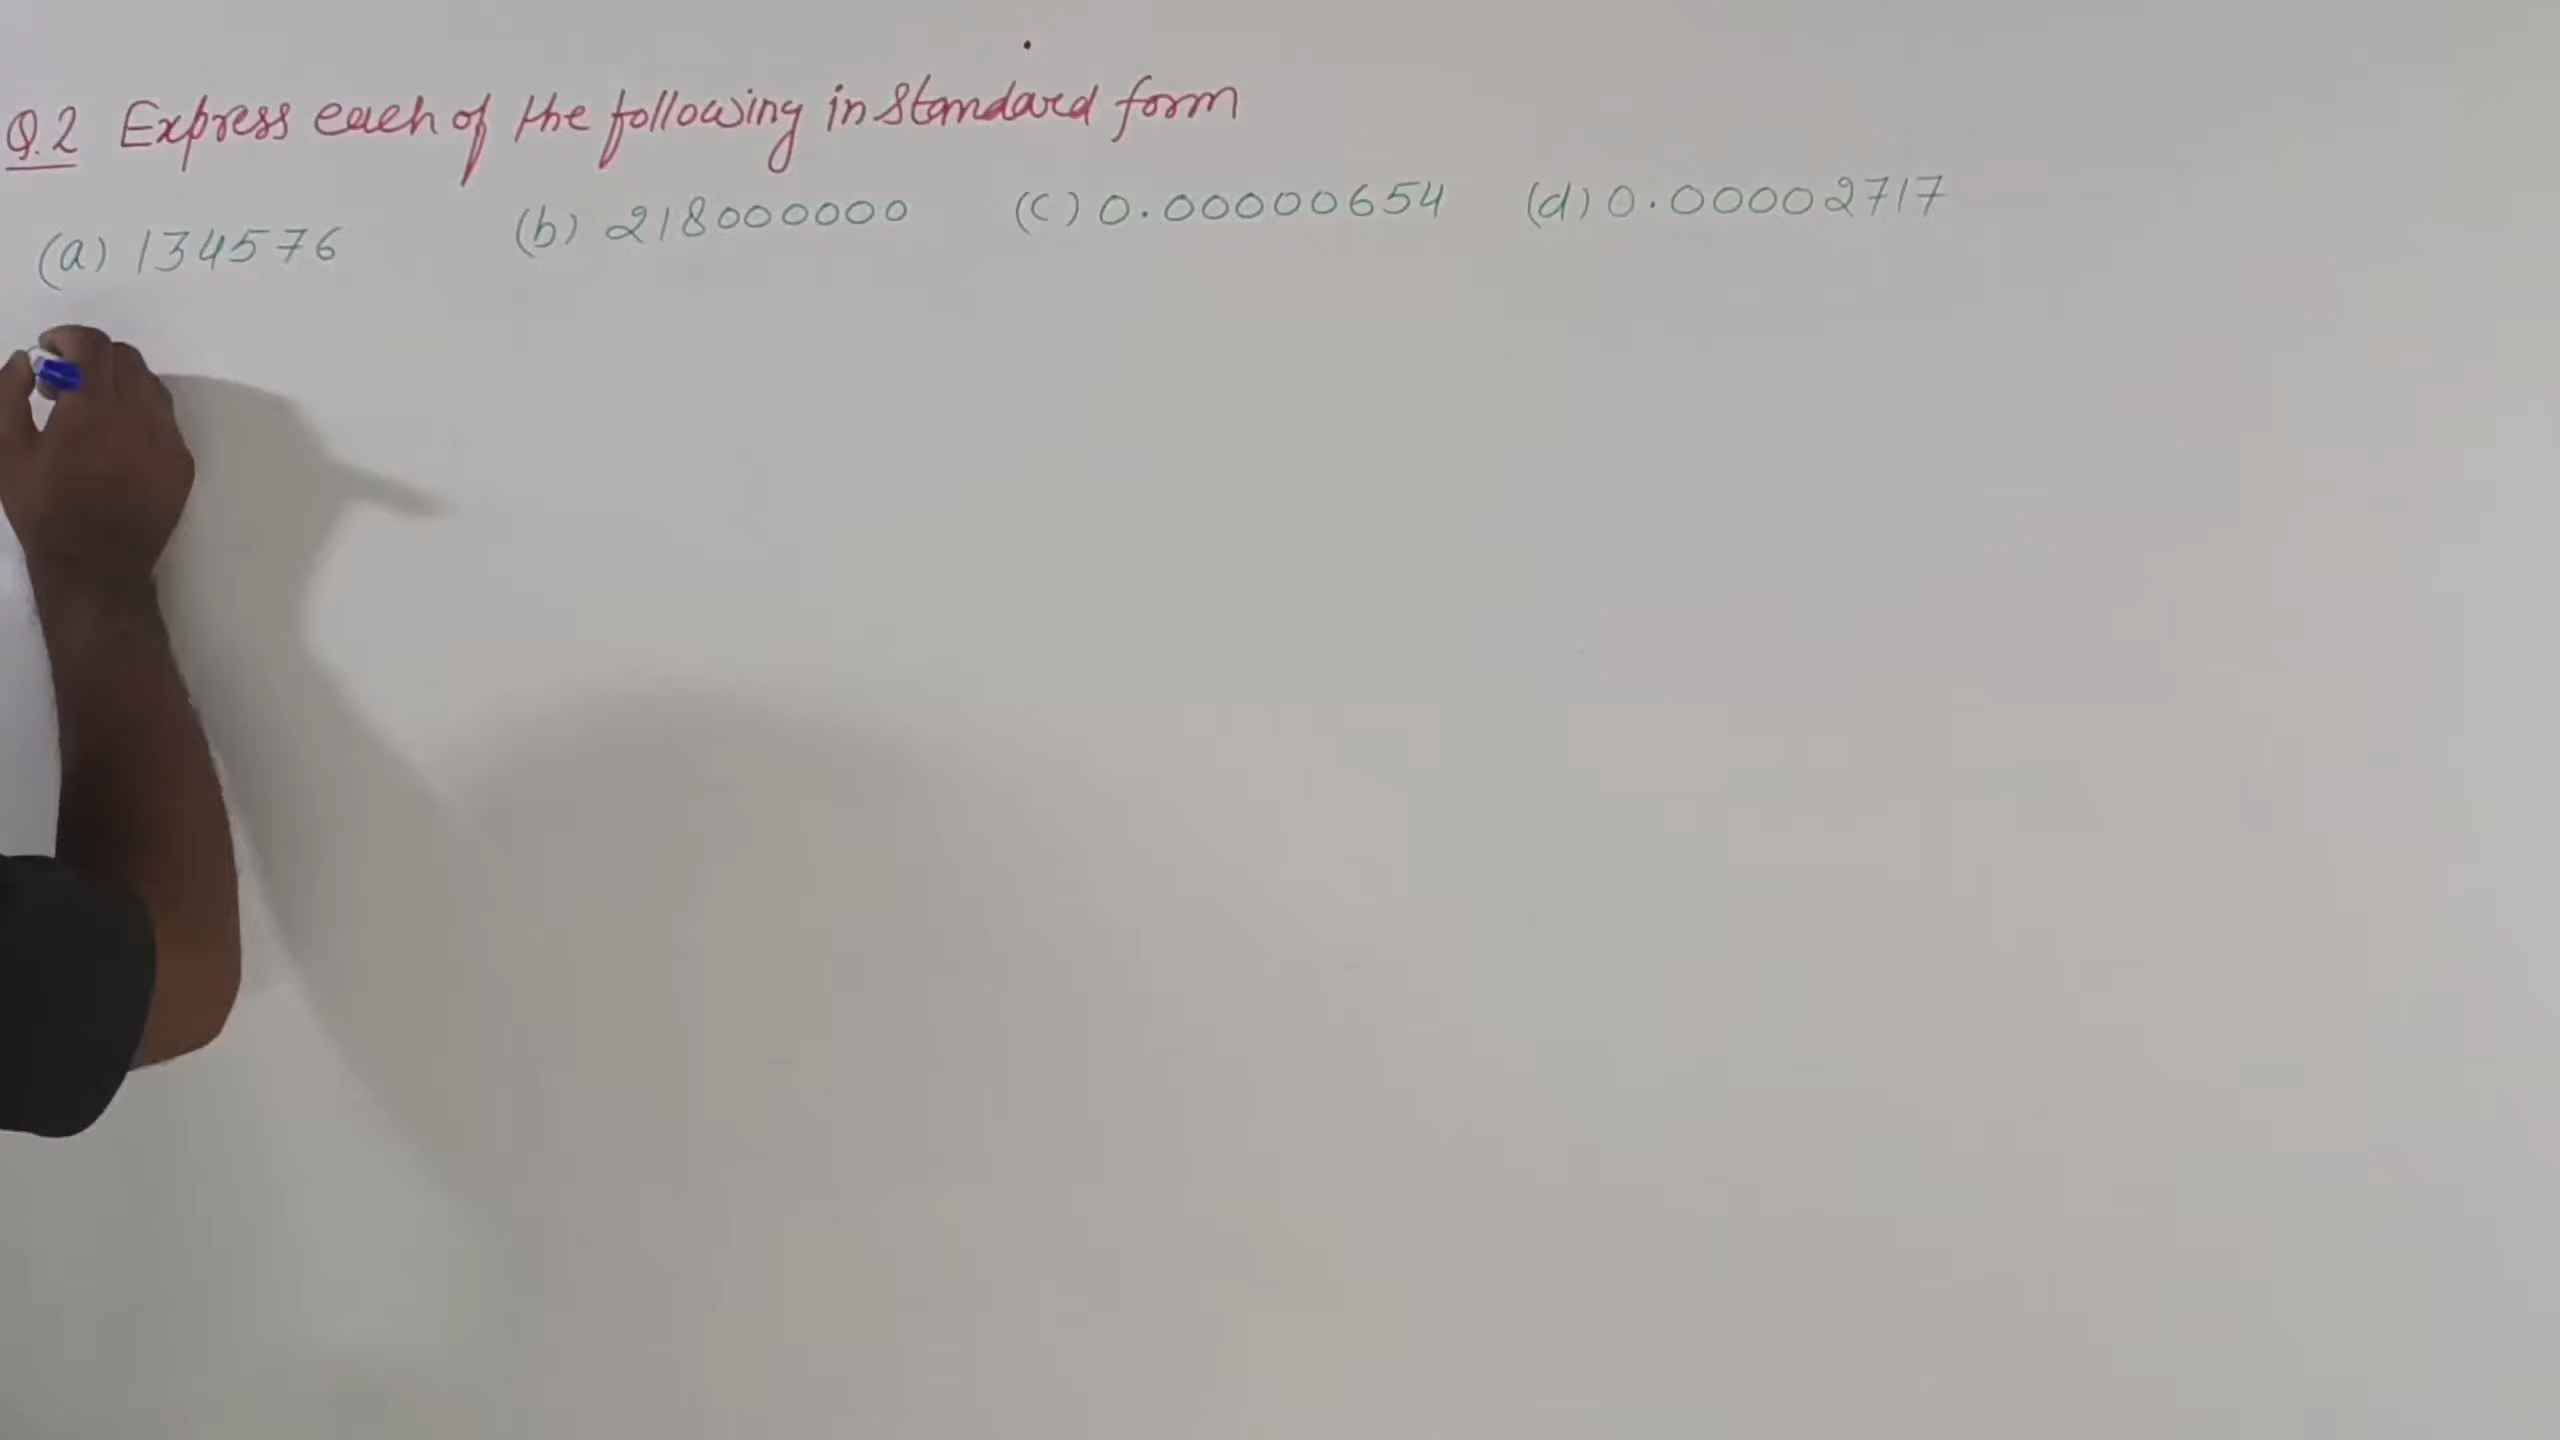 Q.2 Express each of the following in standard form
(a) 134576 (b) 218000000 (c) 0.00000654 (d) 0.00002717